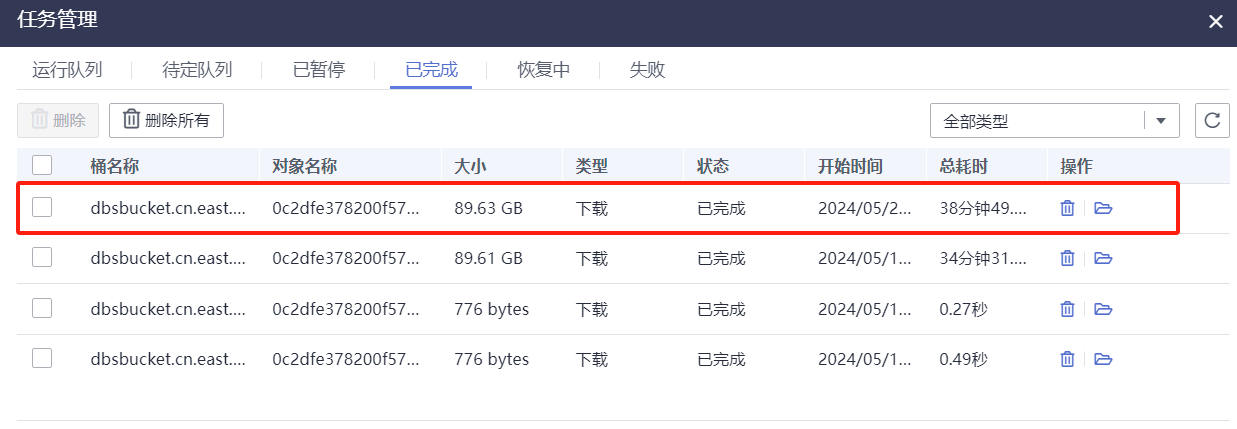 任务管理
运行队列 待定队列 已暂停 已完成 恢复中 失败
删除 删除所有 全部类型
桶名称 对象名称 大小 类型 状态 开始时间 总耗时 操作
dbsbucket.cn.east.... 0c2dfe378200f57... 89.63 GB 下载 已完成 2024/05/2... 38分钟49....
dbsbucket.cn.east.... 0c2dfe378200f57... 89.61 GB 下载 已完成 2024/05/1... 34分钟31....
dbsbucket.cn.east.... 0c2dfe378200f57... 776 bytes 下载 已完成 2024/05/1... 0.27秒
dbsbucket.cn.east.... 0c2dfe378200f57... 776 bytes 下载 已完成 2024/05/1... 0.49秒